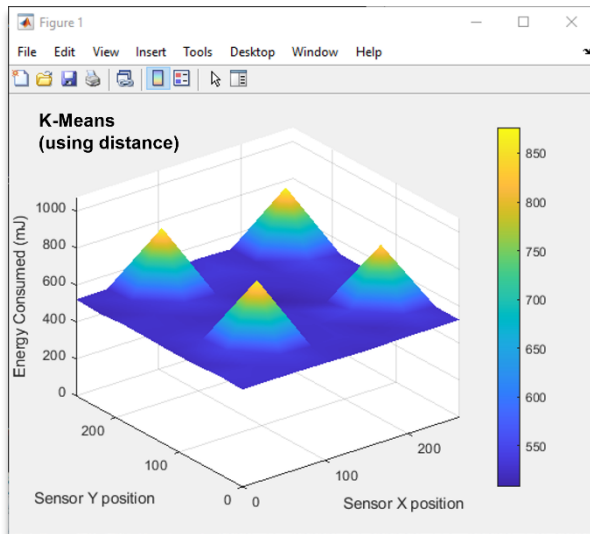 Figure 1
File Edit View Insert Tools Desktop Window Help
K-Means
(using distance)
1000
800
600
400
200
0
Energy Consumed (mJ)
200
100
0
Sensor Y position
0
100
200
Sensor X position
850
800
750
700
650
600
550